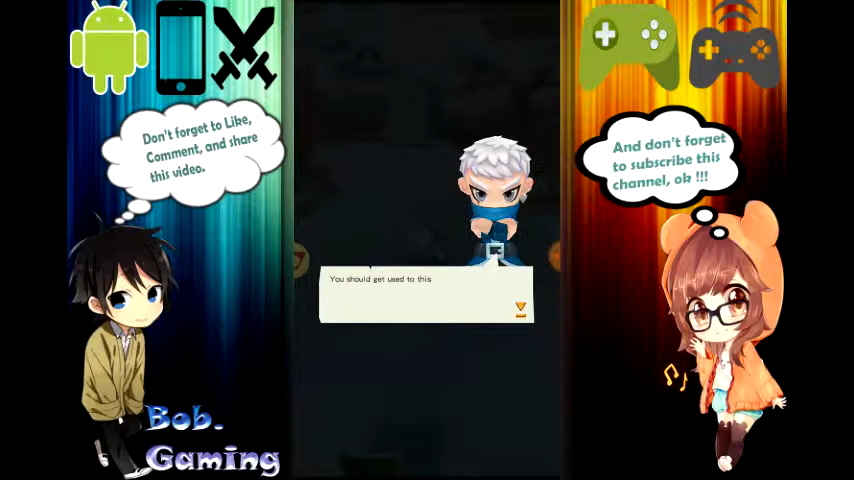 Don't forget to Like,
Comment, and share
this video.
And don't forget
to subscribe this
channel, ok !!!
You should get used to this
Bob.
Gaming